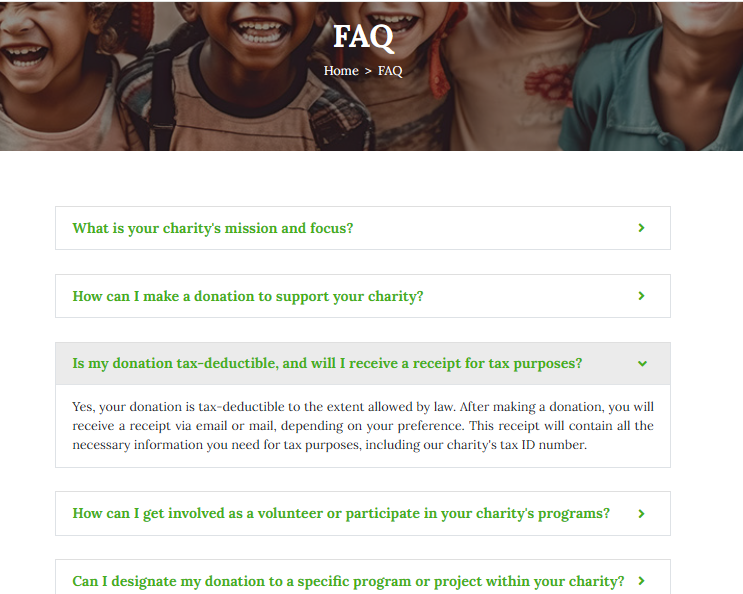 FAQ
Home > FAQ
What is your charity's mission and focus?
How can I make a donation to support your charity?
Is my donation tax-deductible, and will I receive a receipt for tax purposes?
Yes, your donation is tax-deductible to the extent allowed by law. After making a donation, you will
receive a receipt via email or mail, depending on your preference. This receipt will contain all the
necessary information you need for tax purposes, including our charity's tax ID number.
How can I get involved as a volunteer or participate in your charity's programs?
Can I designate my donation to a specific program or project within your charity?